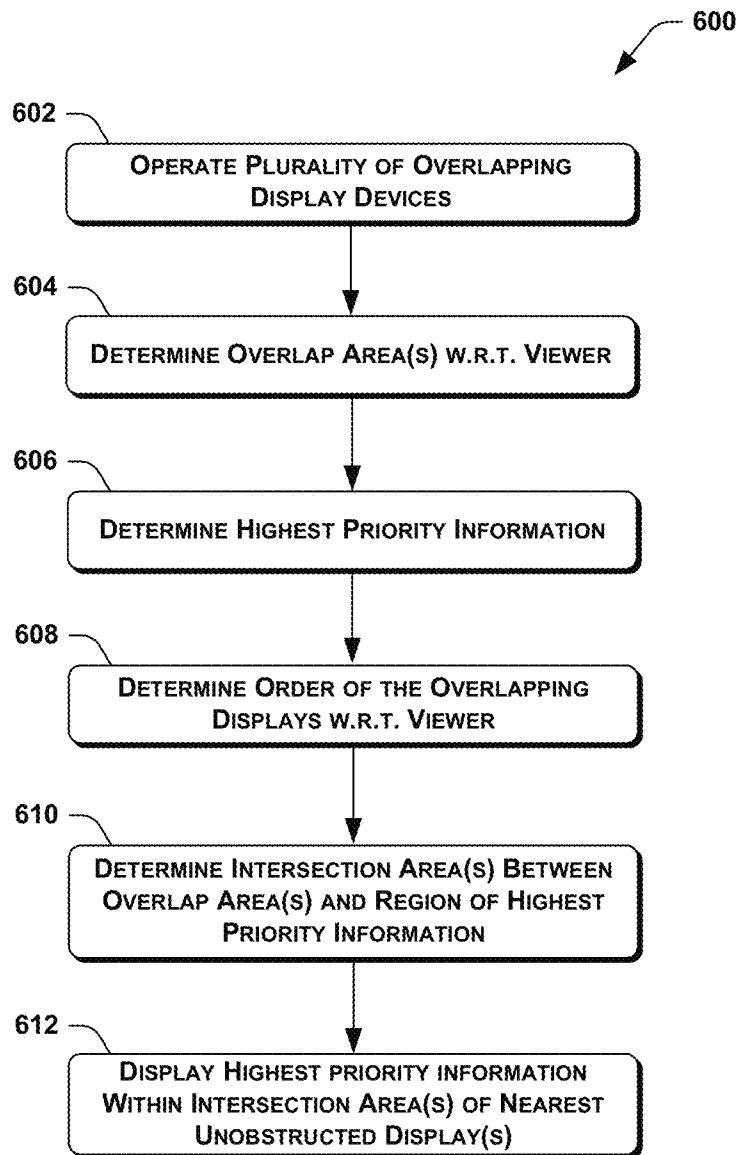 600
602
OPERATE PLURALITY OF OVERLAPPING
DISPLAY DEVICES
604
DETERMINE OVERLAP AREA(S) W.R.T. VIEWER
606
DETERMINE HIGHEST PRIORITY INFORMATION
608
DETERMINE ORDER OF THE OVERLAPPING
DISPLAYS W.R.T. VIEWER
610
DETERMINE INTERSECTION AREA(S) BETWEEN
OVERLAP AREA(S) AND REGION OF HIGHEST
PRIORITY INFORMATION
612
DISPLAY HIGHEST PRIORITY INFORMATION
WITHIN INTERSECTION AREA(S) OF NEAREST
UNOBSTRUCTED DISPLAY(S)